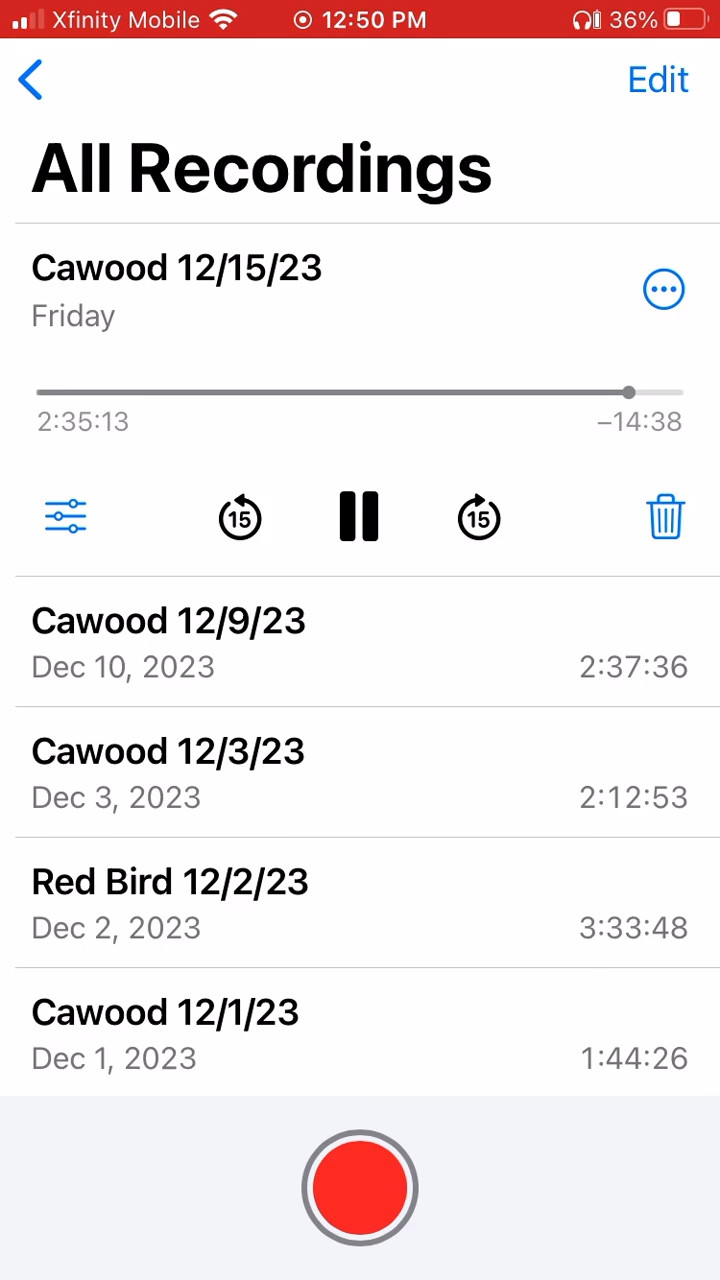 Xfinity Mobile 12:50 PM 36%
Edit
All Recordings
Cawood 12/15/23
Friday
2:35:13 –14:38
15 15
Cawood 12/9/23
Dec 10, 2023 2:37:36
Cawood 12/3/23
Dec 3, 2023 2:12:53
Red Bird 12/2/23
Dec 2, 2023 3:33:48
Cawood 12/1/23
Dec 1, 2023 1:44:26